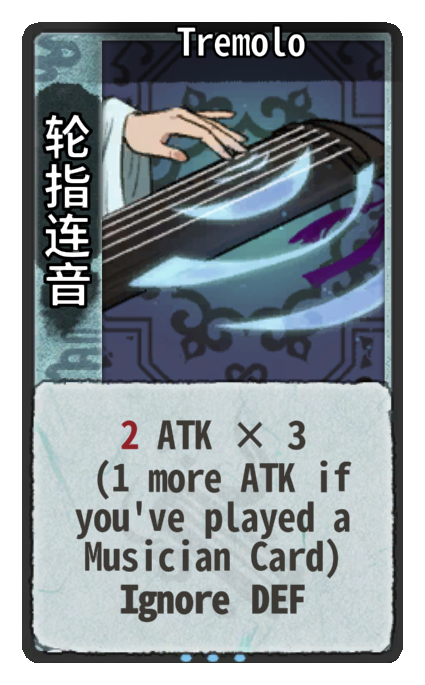 Tremolo
轮指连音
2 ATK × 3
(1 more ATK if
you've played a
Musician Card)
Ignore DEF